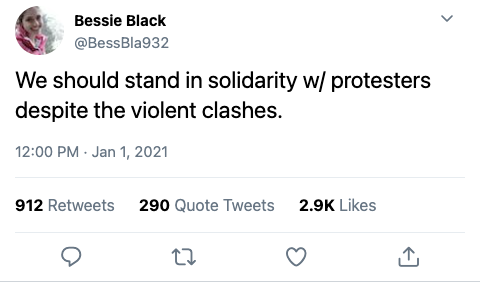 Bessie Black
@BessBla932
We should stand in solidarity w/ protesters
despite the violent clashes.
12:00 PM · Jan 1, 2021
912 Retweets 290 Quote Tweets 2.9K Likes